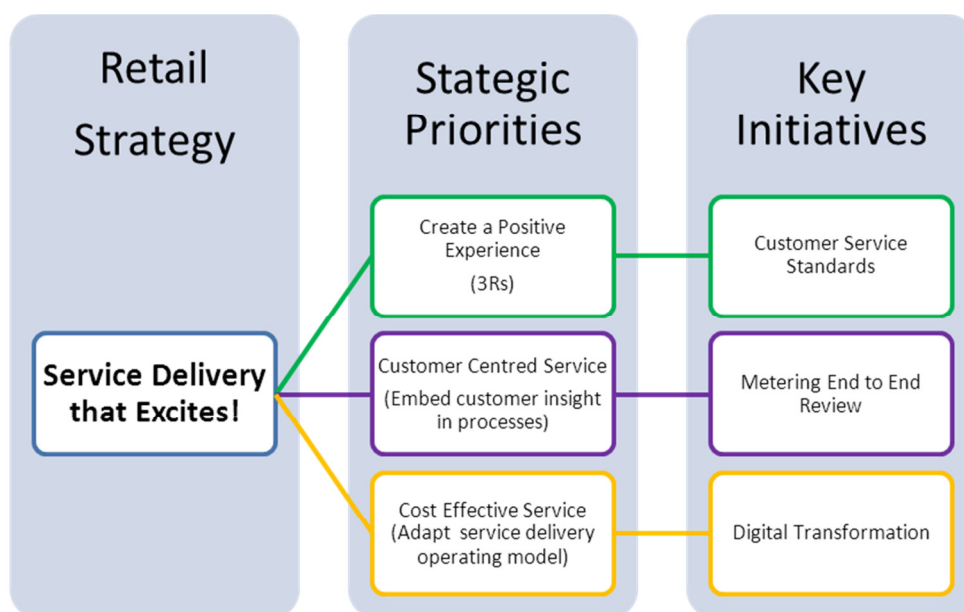 Retail
Strategy
Service Delivery
that Excites!
Stategic
Priorities
Create a Positive
Experience
(3Rs)
Customer Centred Service
(Embed customer insight
in processes)
Cost Effective Service
(Adapt service delivery
operating model)
Key
Initiatives
Customer Service
Standards
Metering End to End
Review
Digital Transformation